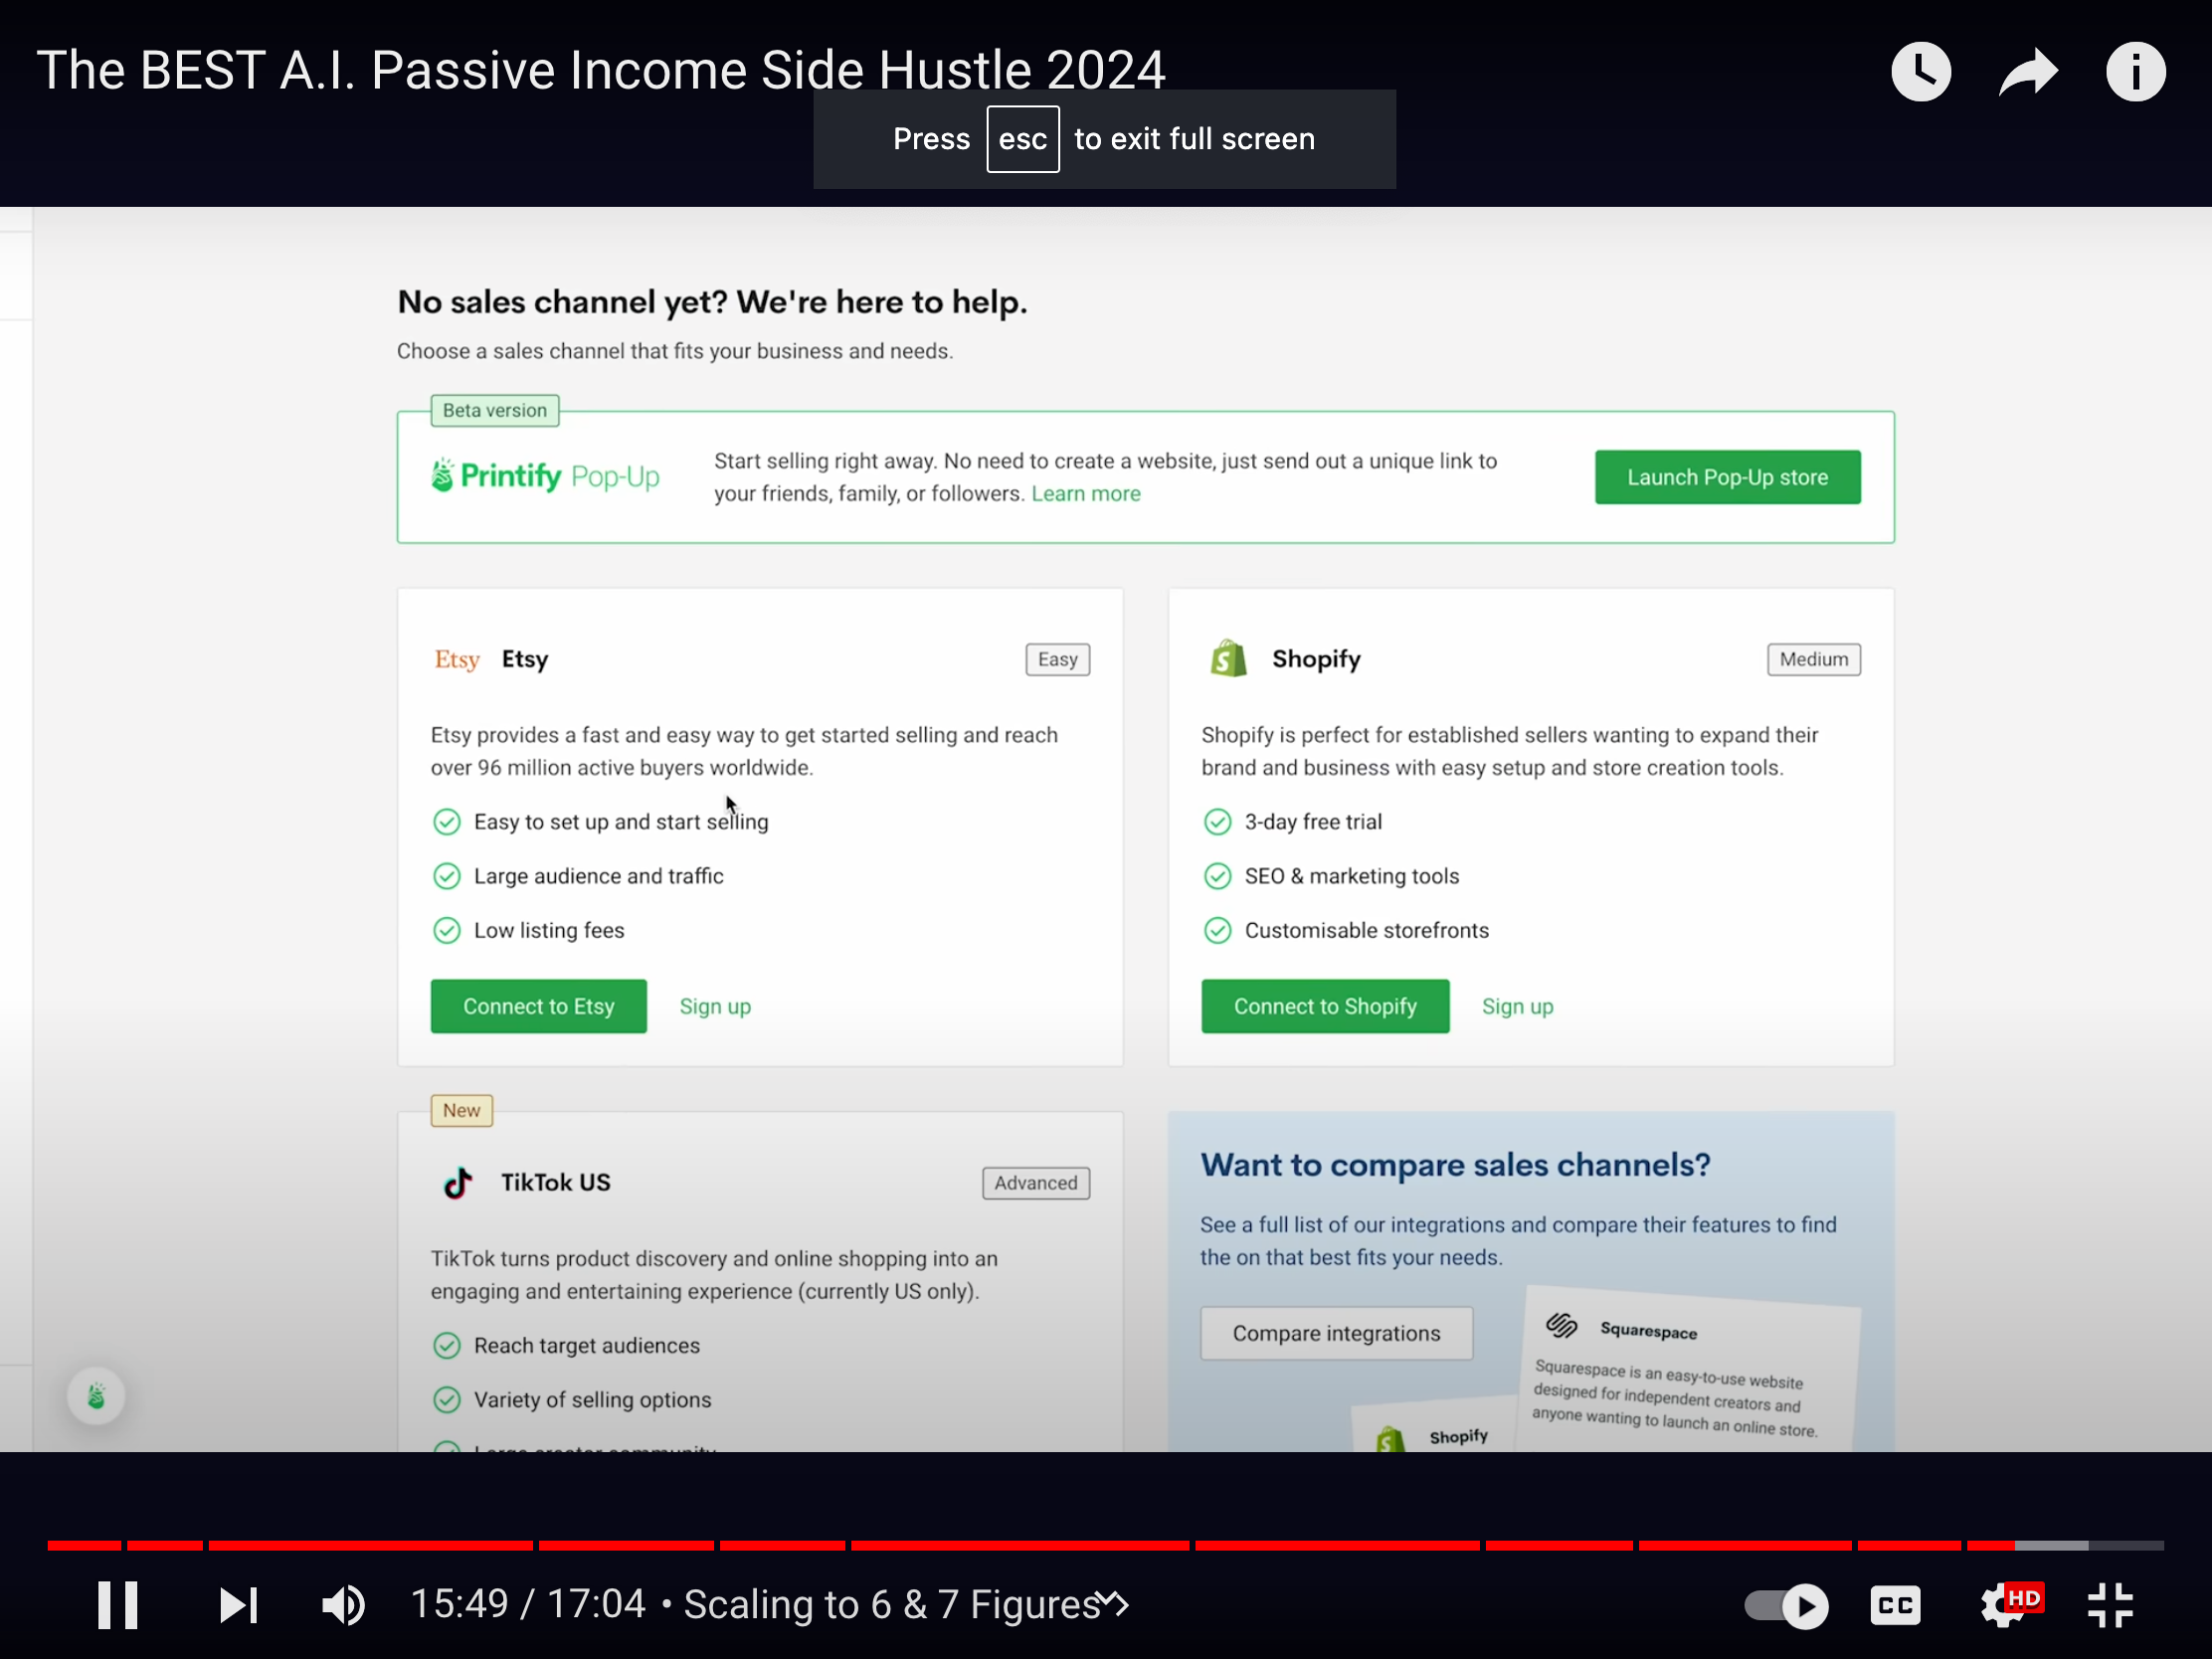 The BEST A.I. Passive Income Side Hustle 2024
Press esc to exit full screen
No sales channel yet? We're here to help.
Choose a sales channel that fits your business and needs.
Beta version
Printify Pop-Up
Start selling right away. No need to create a website, just send out a unique link to
your friends, family, or followers. Learn more
Launch Pop-Up store
Etsy Etsy
Easy
Etsy provides a fast and easy way to get started selling and reach
over 96 million active buyers worldwide.
Easy to set up and start selling
Large audience and traffic
Low listing fees
Connect to Etsy Sign up
Shopify
Medium
Shopify is perfect for established sellers wanting to expand their
brand and business with easy setup and store creation tools.
3-day free trial
SEO & marketing tools
Customisable storefronts
Connect to Shopify Sign up
New
TikTok US
Advanced
TikTok turns product discovery and online shopping into an
engaging and entertaining experience (currently US only).
Reach target audiences
Variety of selling options
Large creator community
Want to compare sales channels?
See a full list of our integrations and compare their features to find
the on that best fits your needs.
Compare integrations
Squarespace
Squarespace is an easy-to-use website
designed for independent creators and
anyone wanting to launch an online store.
Shopify
15:49 / 17:04 • Scaling to 6 & 7 Figures
CC
HD